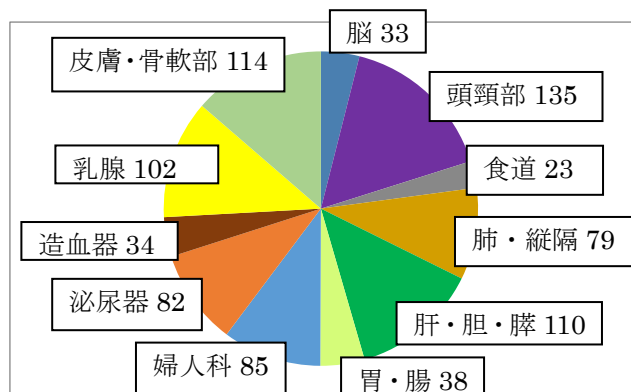 脳 33
頭頸部 135
食道 23
肺・縦隔 79
肝・胆・膵 110
胃・腸 38
婦人科 85
泌尿器 82
造血器 34
乳腺 102
皮膚・骨軟部 114